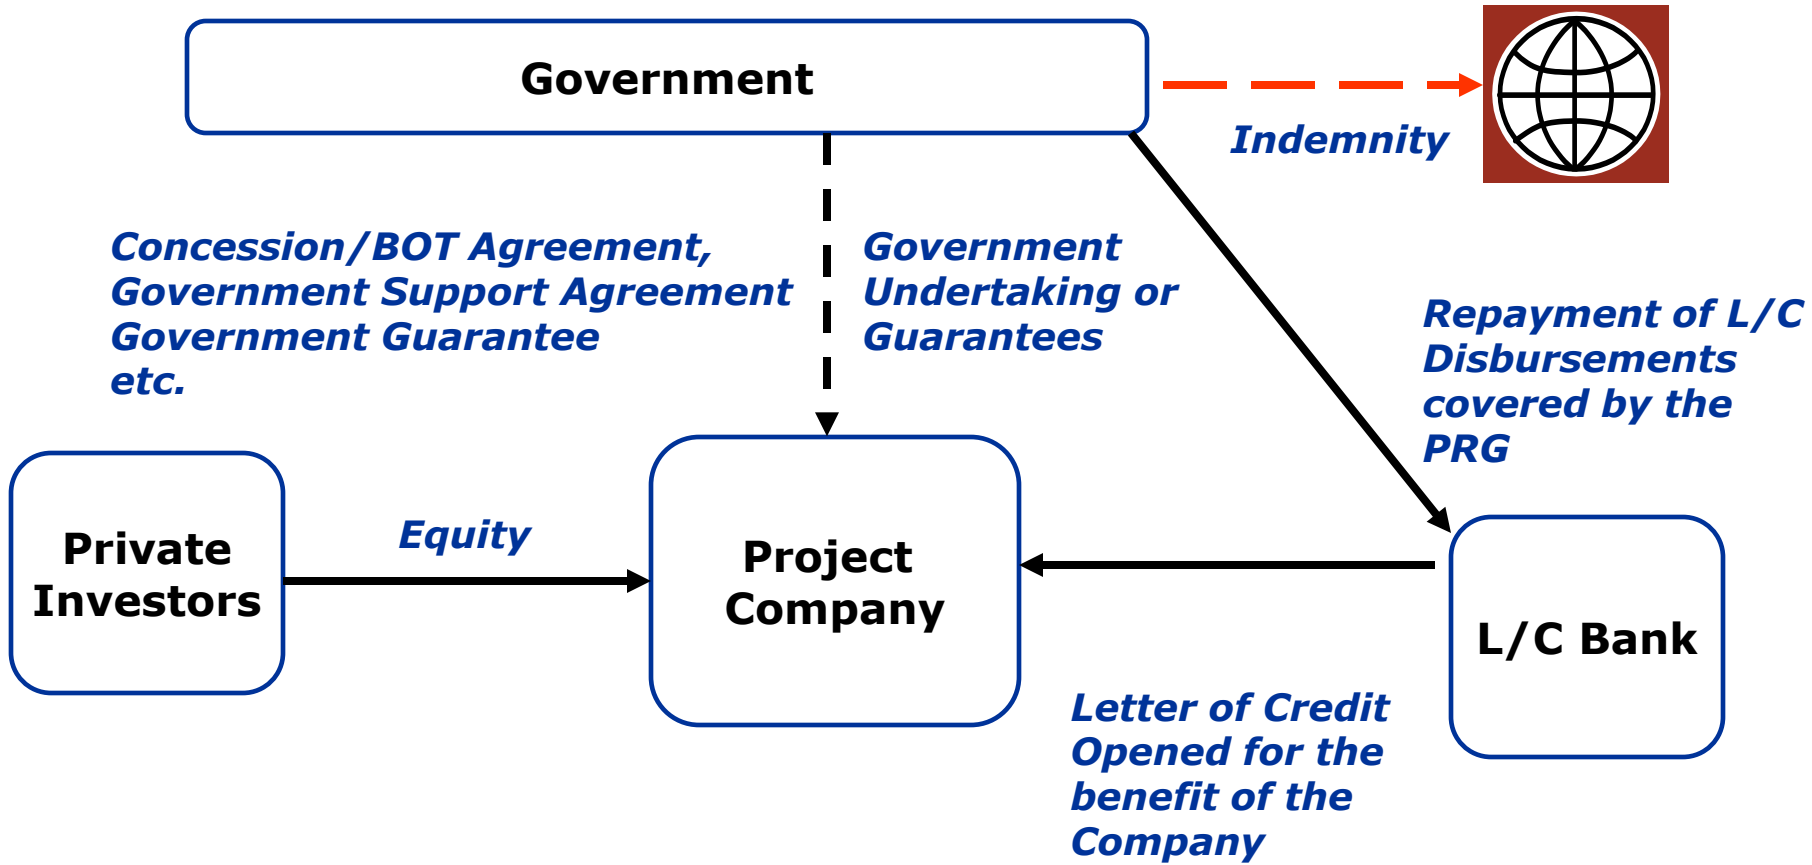 Government
Indemnity
Concession/BOT Agreement,
Government Support Agreement
Government Guarantee
etc.
Government
Undertaking or
Guarantees
Repayment of L/C
Disbursements
covered by the
PRG
Private
Investors
Equity
Project
Company
L/C Bank
Letter of Credit
Opened for the
benefit of the
Company